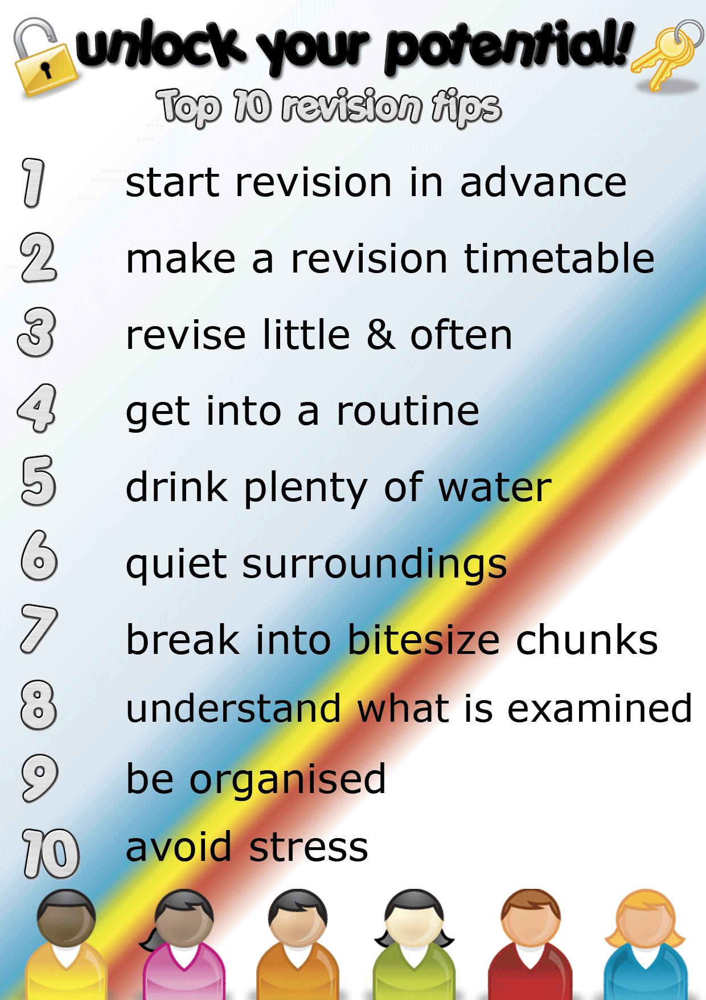 unlock your potential!
Top 10 revision tips
1 start revision in advance
2 make a revision timetable
3 revise little & often
4 get into a routine
5 drink plenty of water
6 quiet surroundings
7 break into bitesize chunks
8 understand what is examined
9 be organised
10 avoid stress